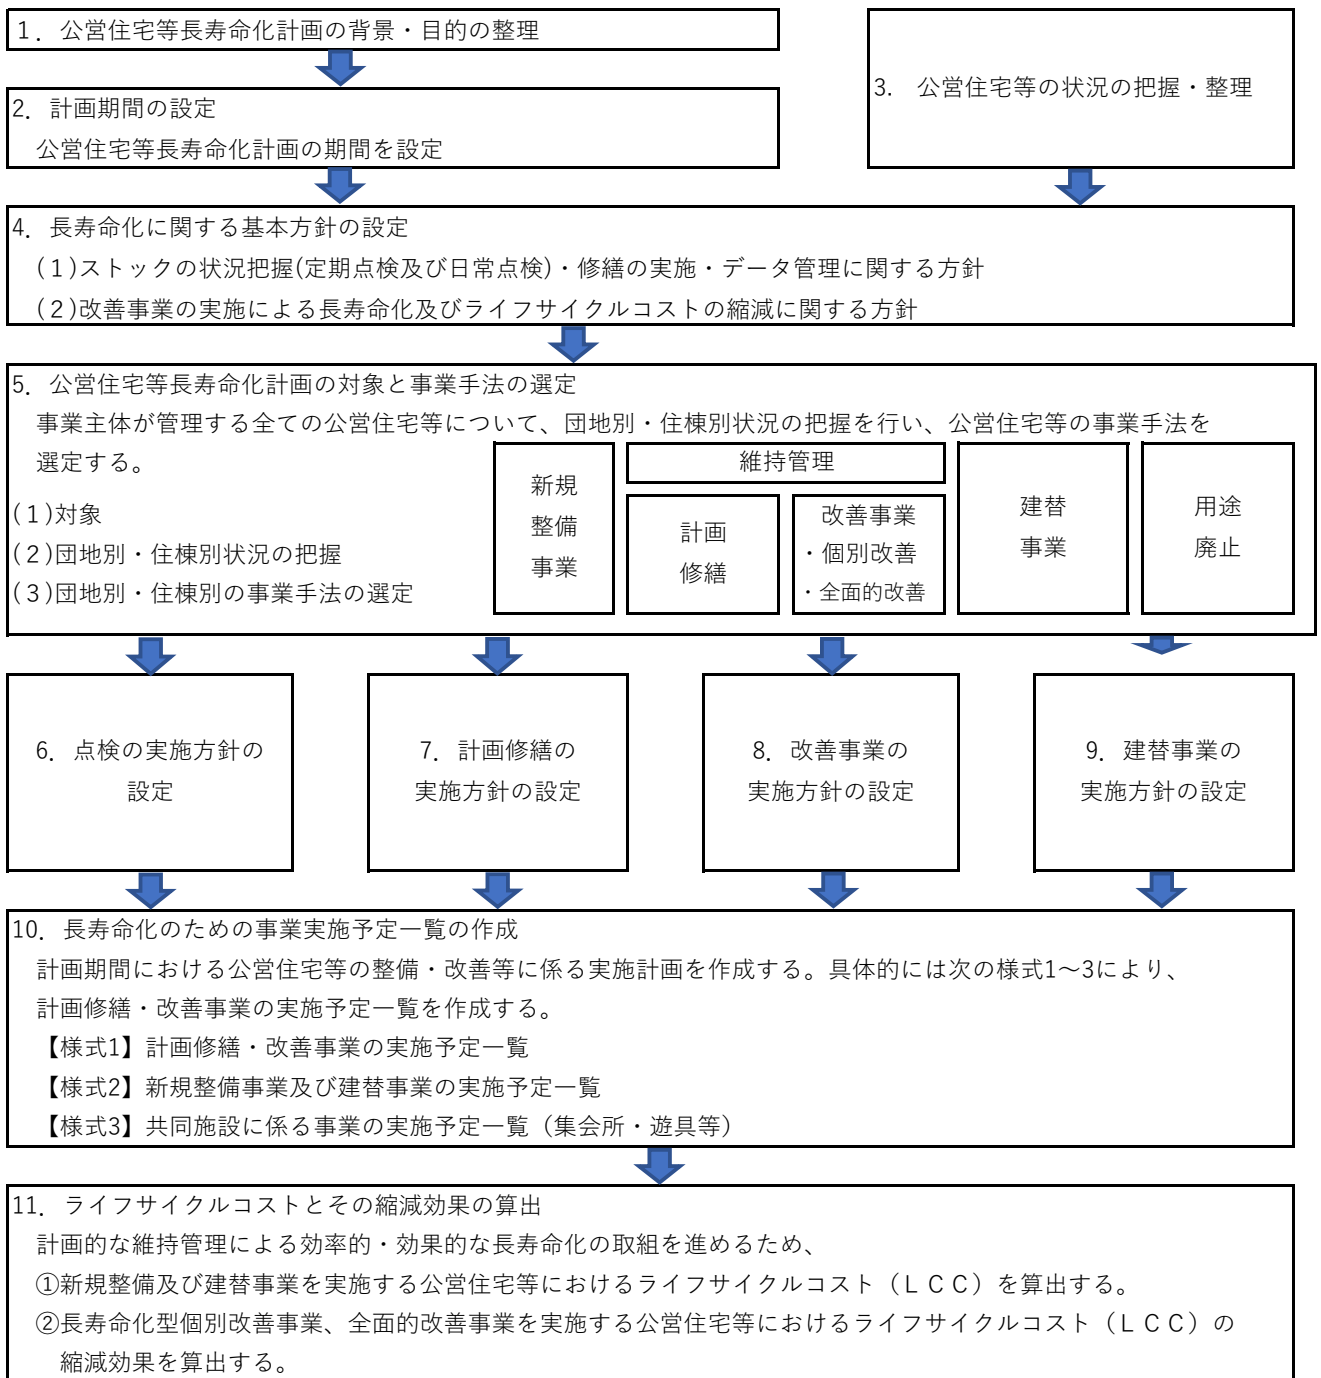 1．公営住宅等長寿命化計画の背景・目的の整理
2．計画期間の設定
公営住宅等長寿命化計画の期間を設定
3.　公営住宅等の状況の把握・整理
4．長寿命化に関する基本方針の設定
(１)ストックの状況把握(定期点検及び日常点検)・修繕の実施・データ管理に関する方針
(２)改善事業の実施による長寿命化及びライフサイクルコストの縮減に関する方針
5．公営住宅等長寿命化計画の対象と事業手法の選定
事業主体が管理する全ての公営住宅等について、団地別・住棟別状況の把握を行い、公営住宅等の事業手法を
選定する。
(１)対象
(２)団地別・住棟別状況の把握
(３)団地別・住棟別の事業手法の選定
新規
整備
事業
維持管理
計画
修繕
改善事業
・個別改善
・全面的改善
建替
事業
用途
廃止
6．点検の実施方針の
設定
7．計画修繕の
実施方針の設定
8．改善事業の
実施方針の設定
9．建替事業の
実施方針の設定
10．長寿命化のための事業実施予定一覧の作成
計画期間における公営住宅等の整備・改善等に係る実施計画を作成する。具体的には次の様式1～3により、
計画修繕・改善事業の実施予定一覧を作成する。
【様式1】計画修繕・改善事業の実施予定一覧
【様式2】新規整備事業及び建替事業の実施予定一覧
【様式3】共同施設に係る事業の実施予定一覧（集会所・遊具等）
11．ライフサイクルコストとその縮減効果の算出
計画的な維持管理による効率的・効果的な長寿命化の取組を進めるため、
①新規整備及び建替事業を実施する公営住宅等におけるライフサイクルコスト（ＬＣＣ）を算出する。
②長寿命化型個別改善事業、全面的改善事業を実施する公営住宅等におけるライフサイクルコスト（ＬＣＣ）の
縮減効果を算出する。